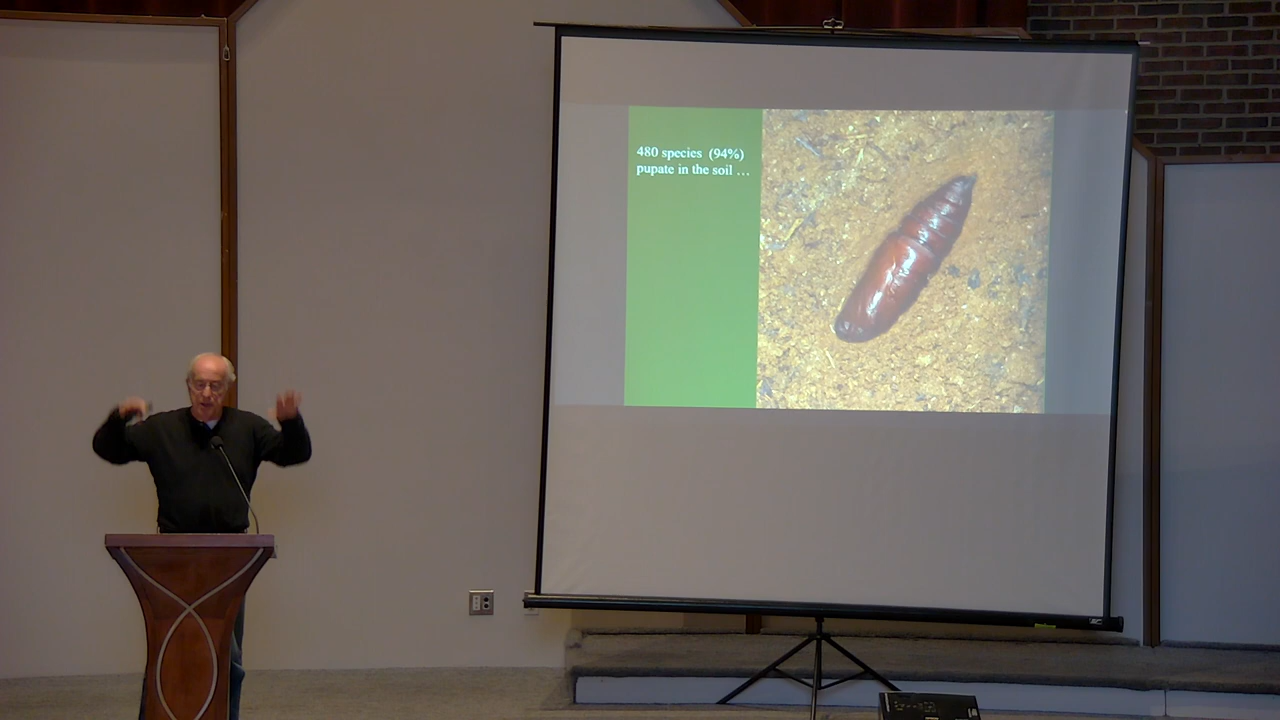 480 species (94%)
pupate in the soil ...